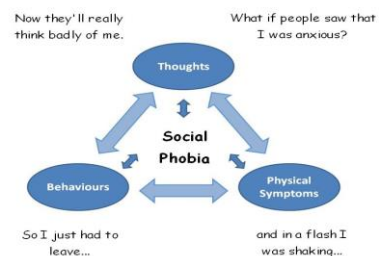 Now they'll really
think badly of me.
What if people saw that
I was anxious?
Thoughts
Social
Phobia
Behaviours
Physical
Symptoms
So I just had to
leave...
and in a flash I
was shaking...